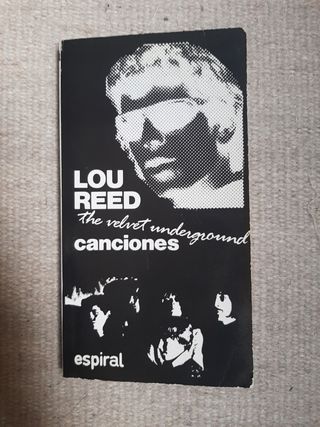 LOU
REED
the velvet underground
canciones
espiral